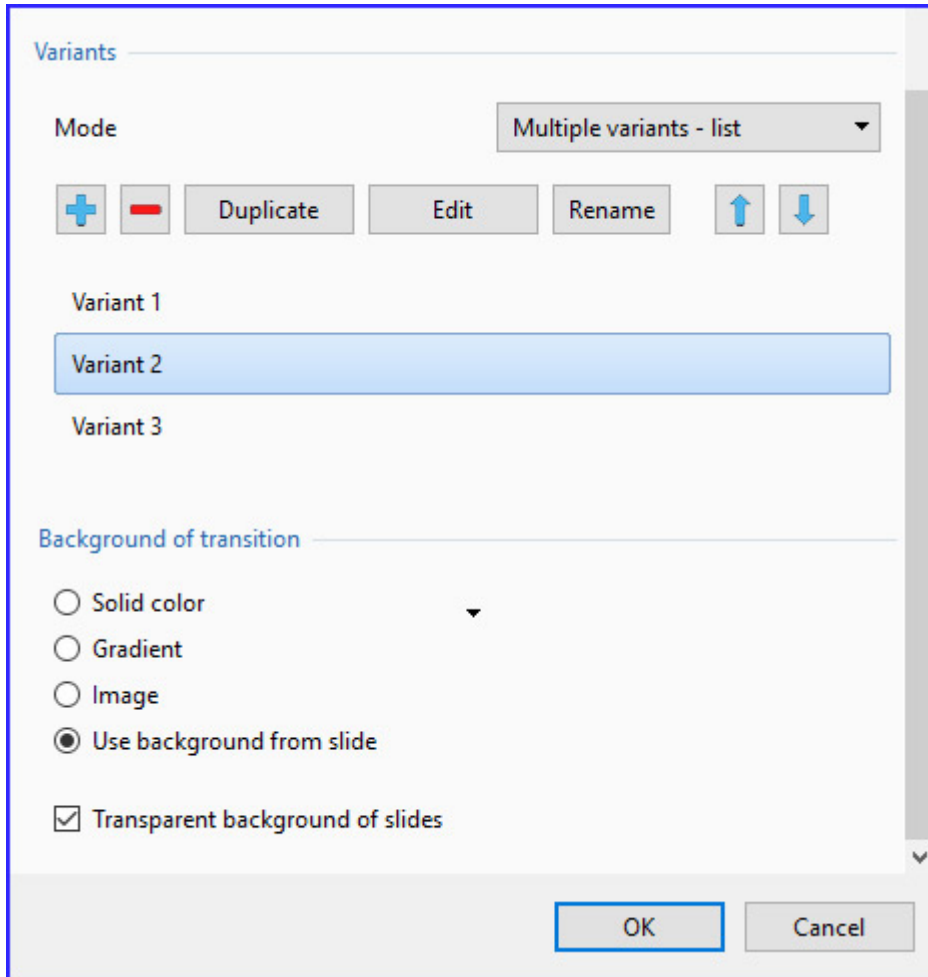 Variants
Mode Multiple variants - list
Duplicate Edit Rename
Variant 1
Variant 2
Variant 3
Background of transition
Solid color
Gradient
Image
Use background from slide
Transparent background of slides
OK Cancel